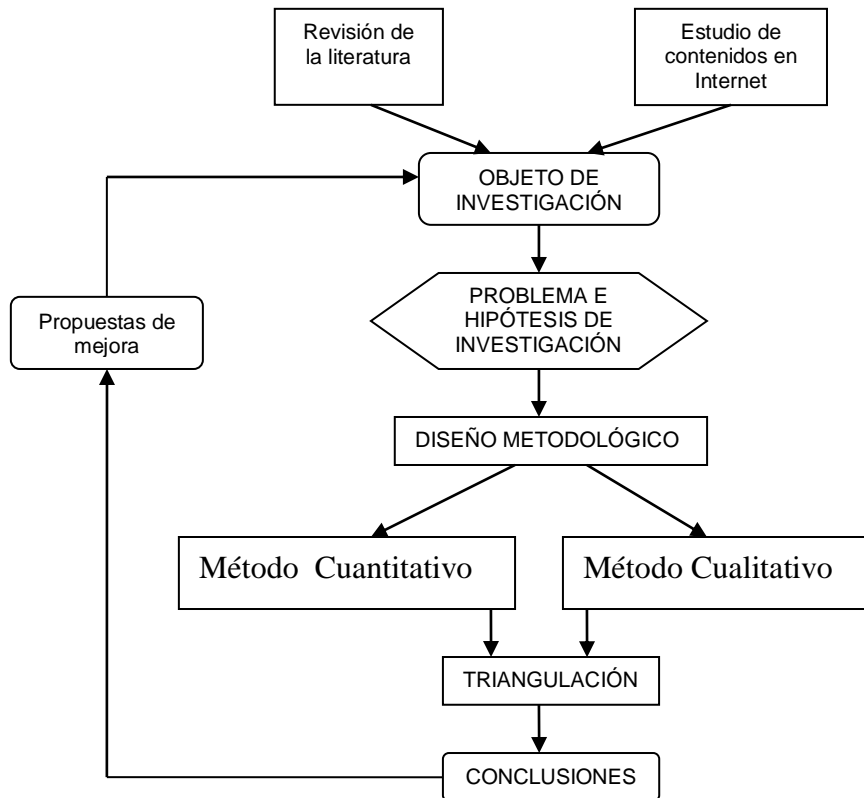 Revisión de
la literatura
Estudio de
contenidos en
Internet
OBJETO DE
INVESTIGACIÓN
PROBLEMA E
HIPÓTESIS DE
INVESTIGACIÓN
Propuestas de
mejora
DISEÑO METODOLÓGICO
Método Cuantitativo
Método Cualitativo
TRIANGULACIÓN
CONCLUSIONES